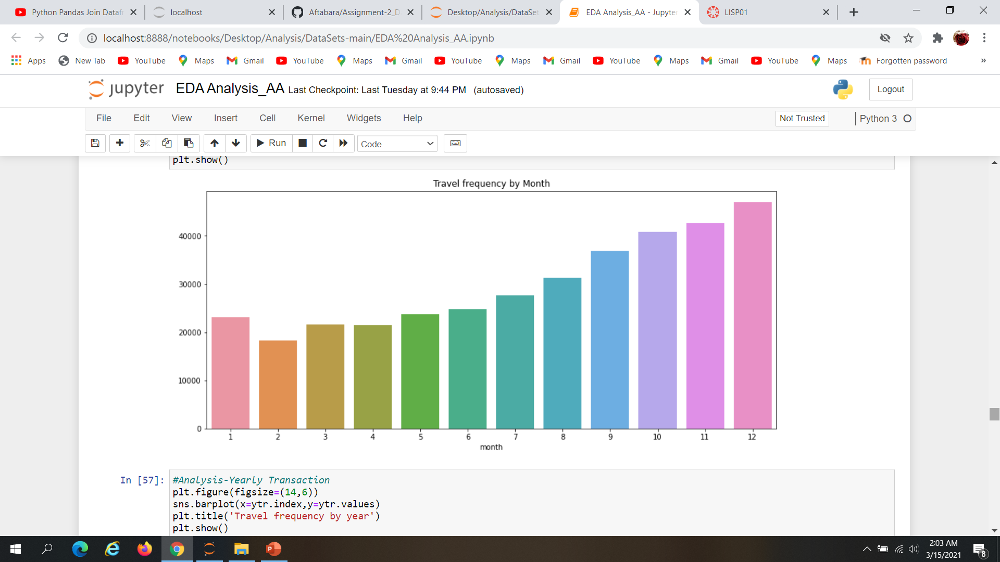 Python Pandas Join Dataf
localhost
Aftabara/Assignment-2_D
Desktop/Analysis/DataSet
EDA Analysis_AA - Jupyter
LISP01
localhost:8888/notebooks/Desktop/Analysis/DataSets-main/EDA%20Analysis_AA.ipynb
Apps New Tab YouTube Maps Gmail YouTube Maps Gmail YouTube Maps Gmail YouTube Maps Gmail YouTube Maps Forgotten password »
jupyter EDA Analysis_AA Last Checkpoint: Last Tuesday at 9:44 PM (autosaved) Logout
File Edit View Insert Cell Kernel Widgets Help Not Trusted Python 3
Run Code
plt.show()
Travel frequency by Month
40000
30000
20000
10000
0
1 2 3 4 5 6 7 8 9 10 11 12
month
In [57]: #Analysis-Yearly Transaction
plt.figure(figsize=(14,6))
sns.barplot(x=ytr.index,y=ytr.values)
plt.title('Travel frequency by year')
plt.show()
2:03 AM
3/15/2021
8